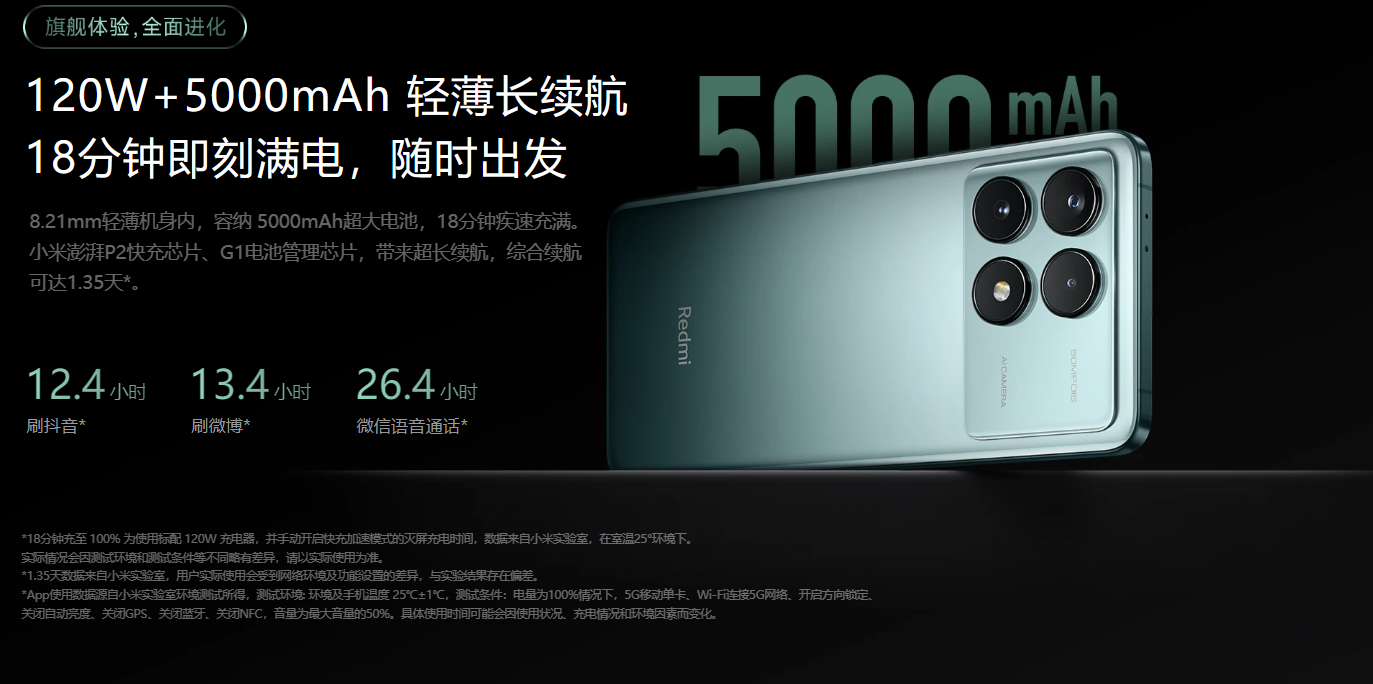 旗舰体验,全面进化
120W+5000mAh 轻薄长续航
18分钟即刻满电，随时出发
8.21mm轻薄机身内，容纳 5000mAh超大电池，18分钟疾速充满。
小米澎湃P2快充芯片、G1电池管理芯片，带来超长续航，综合续航
可达1.35天*。
12.4 小时
刷抖音*
13.4 小时
刷微博*
26.4 小时
微信语音通话*
5000 mAh
Redmi
AI CAMERA
50MP OIS
*18分钟充至 100% 为使用标配 120W 充电器，并手动开启快充加速模式的灭屏充电时间，数据来自小米实验室，在室温25°环境下。
实际情况会因测试环境和测试条件等不同略有差异，请以实际使用为准。
*1.35天数据来自小米实验室，用户实际使用会受到网络环境及功能设置的差异，与实验结果存在偏差。
*App使用数据源自小米实验室环境测试所得，测试环境: 环境及手机温度 25℃±1℃，测试条件：电量为100%情况下，5G移动单卡、Wi-Fi连接5G网络、开启方向锁定、
关闭自动亮度、关闭GPS、关闭蓝牙、关闭NFC，音量为最大音量的50%。具体使用时间可能会因使用状况、充电情况和环境因素而变化。